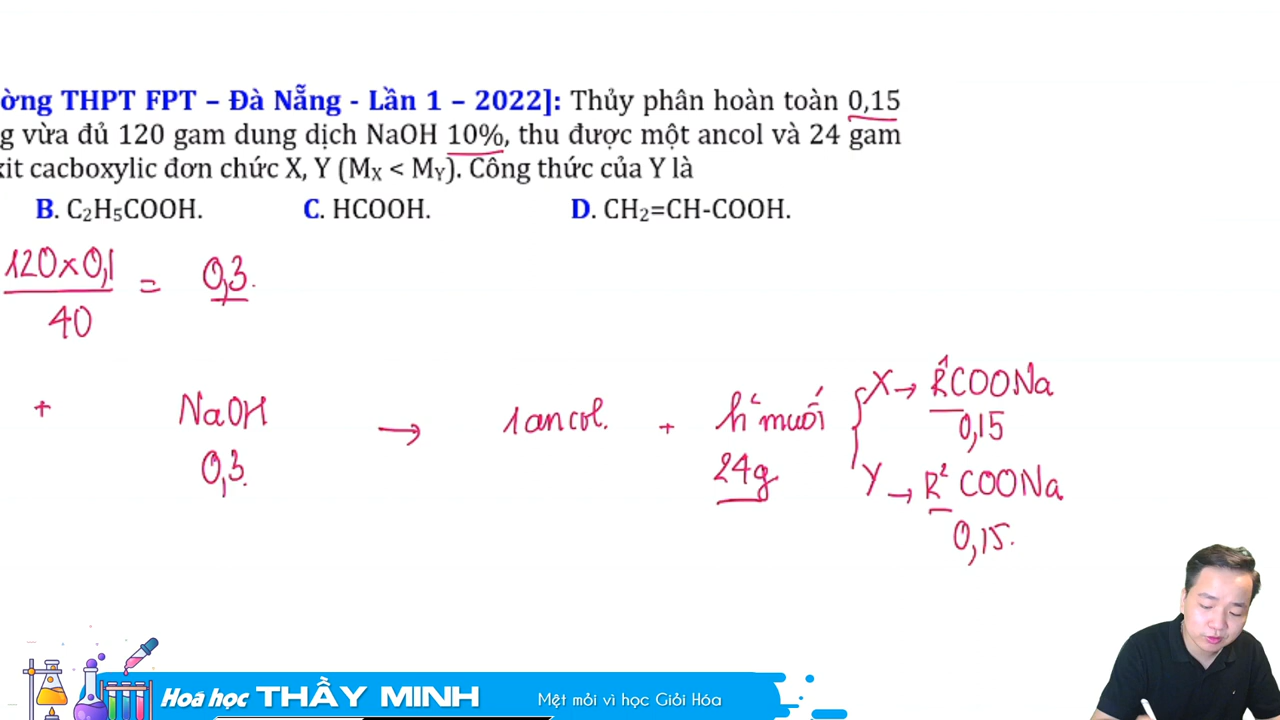 ờng THPT FPT – Đà Nẵng - Lần 1 – 2022]: Thủy phân hoàn toàn 0,15
g vừa đủ 120 gam dung dịch NaOH 10%, thu được một ancol và 24 gam
xit cacboxylic đơn chức X, Y (Mx < MY). Công thức của Y là
B. C₂H₅COOH. C. HCOOH. D. CH₂=CH-COOH.
120 x 0,1 / 40 = 0,3.
+ NaOH → 1 ancol. + h² muối { X → R¹COONa
0,15
0,3. 24g Y → R²COONa
0,15.
Hoá học THẦY MINH Mệt mỏi vì học Giỏi Hóa